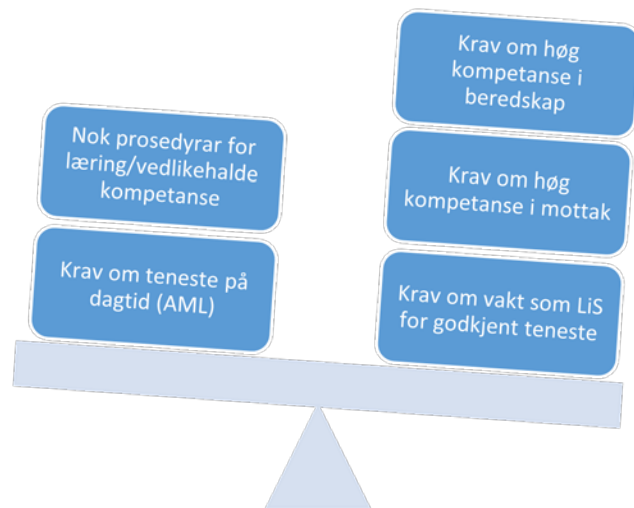 Nok prosedyrar for
læring/vedlikehalde
kompetanse
Krav om teneste på
dagtid (AML)
Krav om høg
kompetanse i
beredskap
Krav om høg
kompetanse i mottak
Krav om vakt som LiS
for godkjent teneste